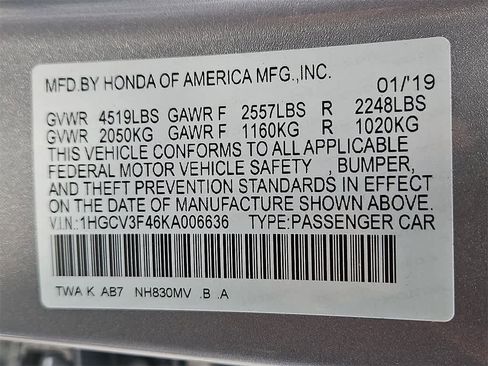 MFD.BY HONDA OF AMERICA MFG.,INC. 01/'19
GVWR 4519LBS GAWR F 2557LBS R 2248LBS
GVWR 2050KG GAWR F 1160KG R 1020KG
THIS VEHICLE CONFORMS TO ALL APPLICABLE
FEDERAL MOTOR VEHICLE SAFETY , BUMPER,
AND THEFT PREVENTION STANDARDS IN EFFECT
ON THE DATE OF MANUFACTURE SHOWN ABOVE.
V.I.N.:1HGCV3F46KA006636 TYPE:PASSENGER CAR
TWA K AB7 NH830MV .B .A